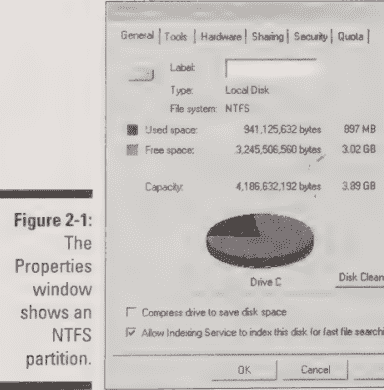 General Tools Hardware Sharing Security Quota
Label:
Type: Local Disk
File system: NTFS
Used space: 941,125,632 bytes 897 MB
Free space: 3,245,506,560 bytes 3.02 GB
Capacity: 4,186,632,192 bytes 3.89 GB
Drive C
Disk Clean
Compress drive to save disk space
Allow Indexing Service to index this disk for fast file searchi
OK Cancel
Figure 2-1:
The
Properties
window
shows an
NTFS
partition.